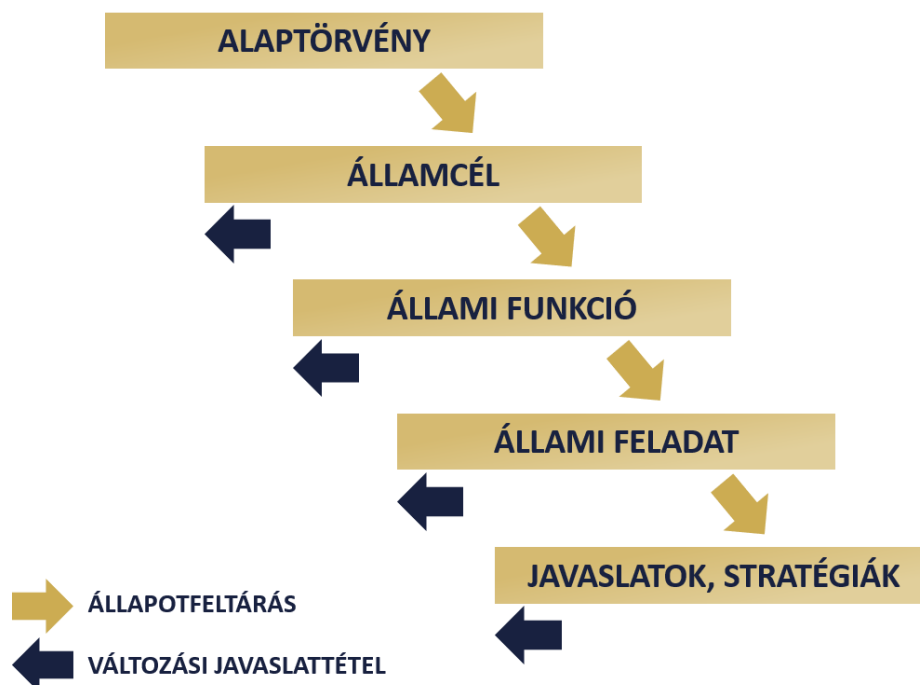 ALAPTÖRVÉNY
ÁLLAMCÉL
ÁLLAMI FUNKCIÓ
ÁLLAMI FELADAT
JAVASLATOK, STRATÉGIÁK
ÁLLAPOTFELTÁRÁS
VÁLTOZÁSI JAVASLATTÉTEL